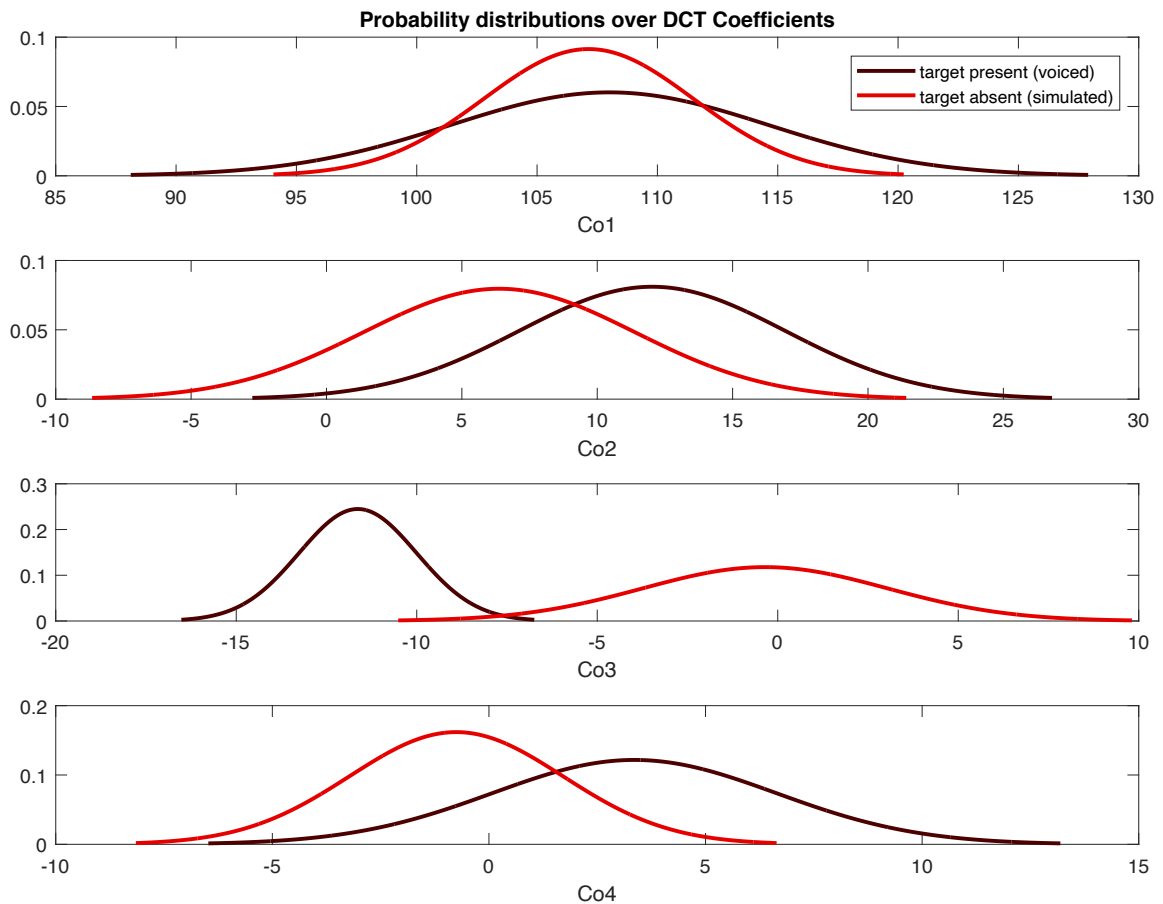 Probability distributions over DCT Coefficients
0.1
0.05
0
target present (voiced)
target absent (simulated)
85 90 95 100 105 110 115 120 125 130
Co1
0.1
0.05
0
-10 -5 0 5 10 15 20 25 30
Co2
0.3
0.2
0.1
0
-20 -15 -10 -5 0 5 10
Co3
0.2
0.1
0
-10 -5 0 5 10 15
Co4